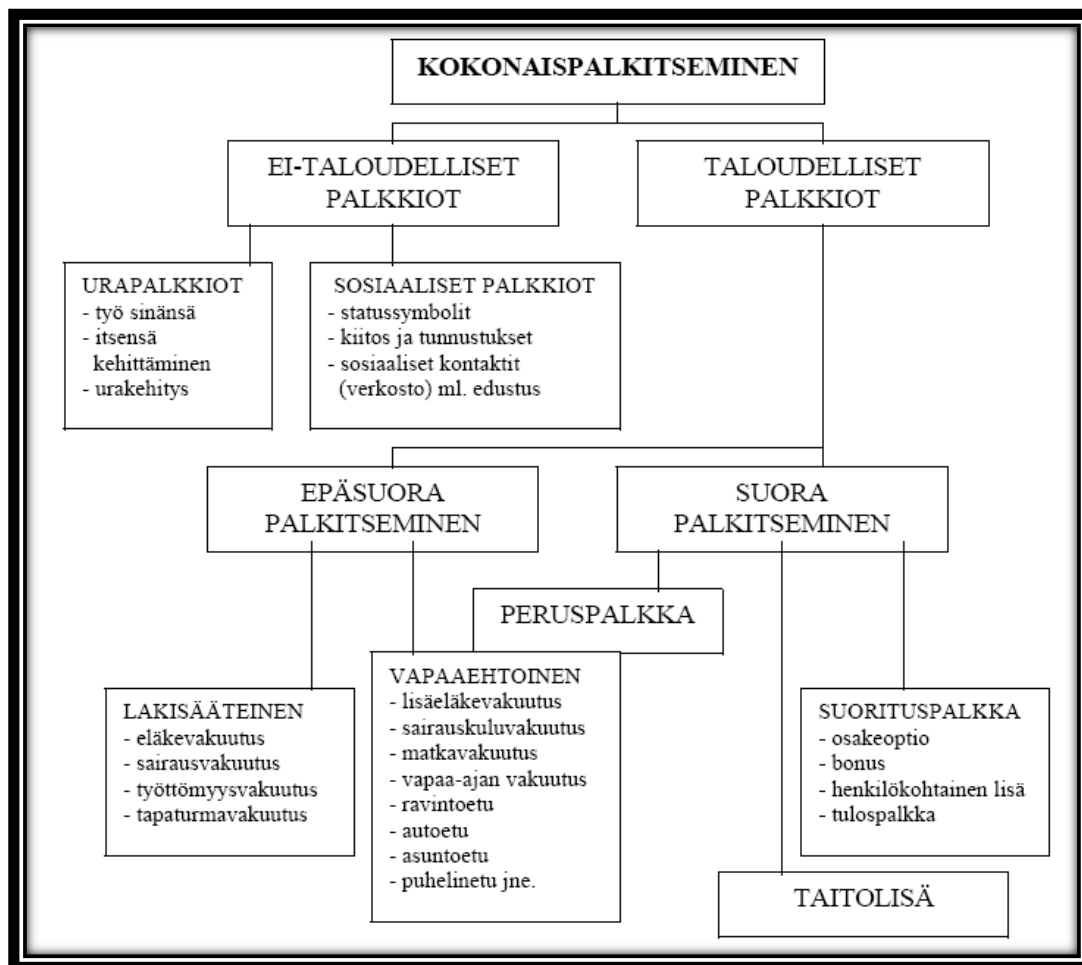 KOKONAISPALKITSEMINEN
EI-TALOUDELLISET
PALKKIOT
TALOUDELLISET
PALKKIOT
URAPALKKIOT
- työ sinänsä
- itsensä
kehittäminen
- urakehitys
SOSIAALISET PALKKIOT
- statussymbolit
- kiitos ja tunnustukset
- sosiaaliset kontaktit
(verkosto) ml. edustus
EPÄSUORA
PALKITSEMINEN
SUORA
PALKITSEMINEN
PERUSPALKKA
LAKISÄÄTEINEN
- eläkevakuutus
- sairausvakuutus
- työttömyysvakuutus
- tapaturmavakuutus
VAPAAEHTOINEN
- lisäeläkevakuutus
- sairauskuluvakuutus
- matkavakuutus
- vapaa-ajan vakuutus
- ravintoetu
- autoetu
- asuntoetu
- puhelinetu jne.
SUORITUSPALKKA
- osakeoptio
- bonus
- henkilökohtainen lisä
- tulospalkka
TAITOLISÄ